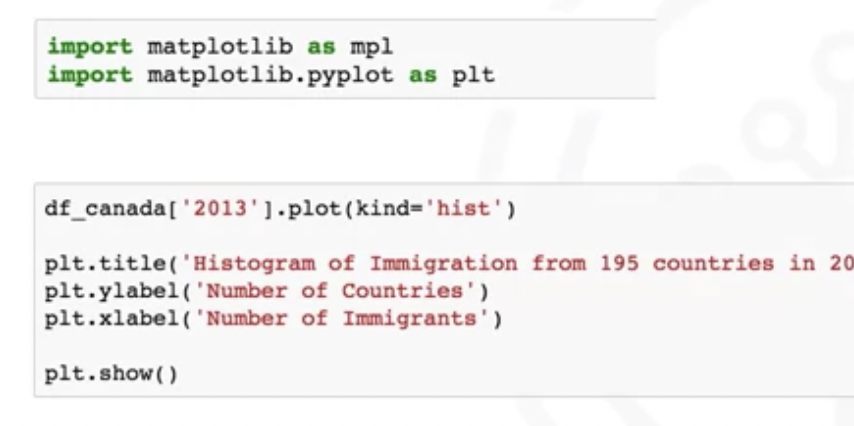 import matplotlib as mpl
import matplotlib.pyplot as plt
df_canada['2013'].plot(kind='hist')
plt.title('Histogram of Immigration from 195 countries in 20
plt.ylabel('Number of Countries')
plt.xlabel('Number of Immigrants')
plt.show()